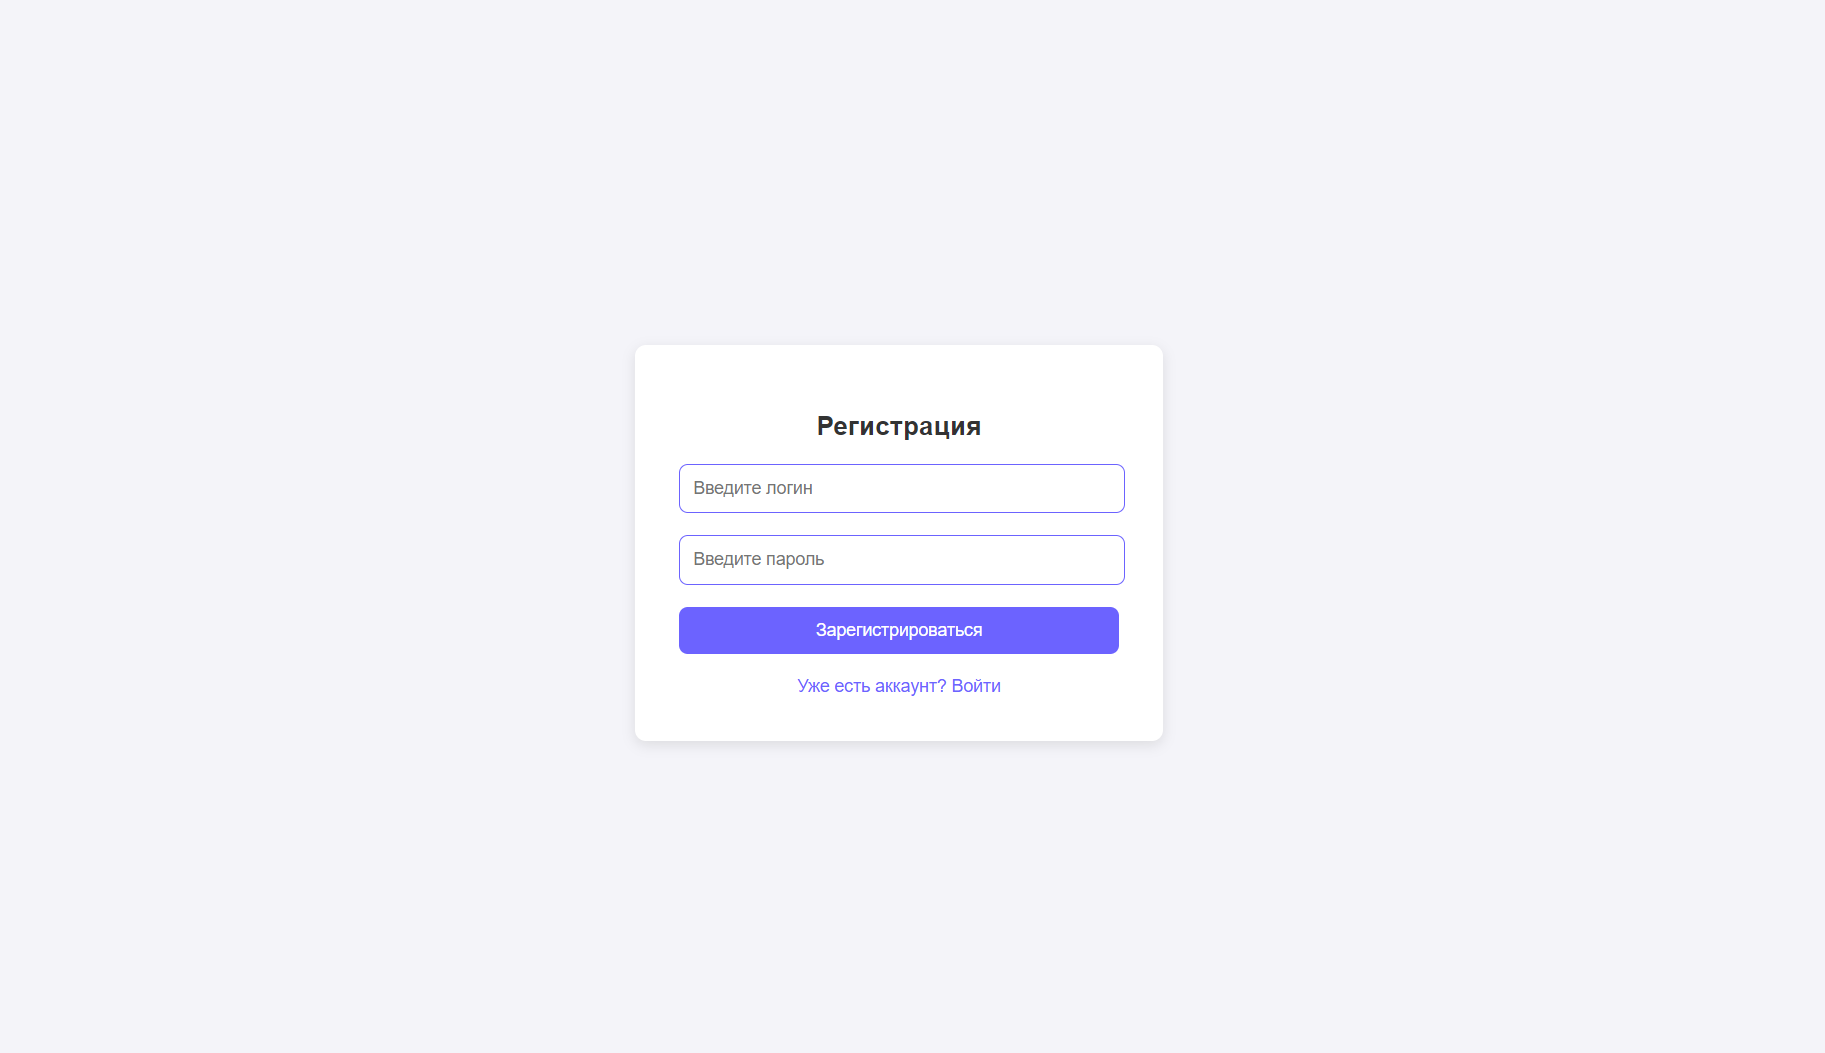 Регистрация
Введите логин
Введите пароль
Зарегистрироваться
Уже есть аккаунт? Войти